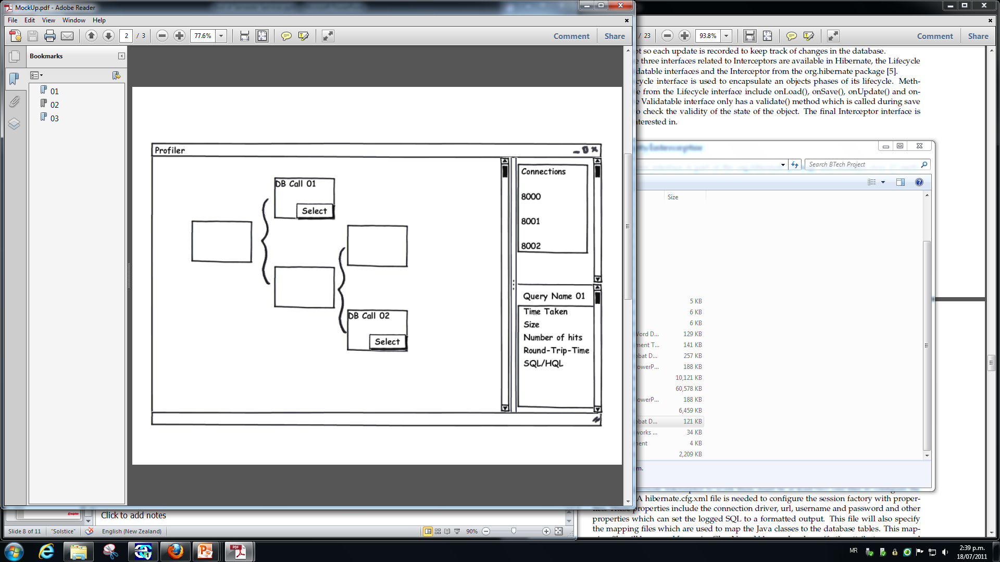 MockUp.pdf - Adobe Reader
File Edit View Window Help
2 / 3
77.6%
Comment
Share
Bookmarks
01
02
03
Profiler
DB Call 01
Select
DB Call 02
Select
Connections
8000
8001
8002
Query Name 01
Time Taken
Size
Number of hits
Round-Trip-Time
SQL/HQL
/ 23
93.8%
Comment
Share
so each update is recorded to keep track of changes in the database.
three interfaces related to Interceptors are available in Hibernate, the Lifecycle
datable interfaces and the Interceptor from the org.hibernate package [5].
cycle interface is used to encapsulate an objects phases of its lifecycle. Meth-
from the Lifecycle interface include onLoad(), onSave(), onUpdate() and on-
Validatable interface only has a validate() method which is called during save
o check the validity of the state of the object. The final Interceptor interface is
nterested in.
Search BTech Project
Size
5 KB
6 KB
6 KB
Word D... 129 KB
ment T... 141 KB
obat D... 257 KB
owerP... 188 KB
10,121 KB
60,578 KB
owerP... 188 KB
6,459 KB
obat D... 121 KB
works ... 34 KB
ment 4 KB
2,209 KB
m.
A hibernate.cfg.xml file is needed to configure the session factory with proper-
properties include the connection driver, url, username and password and other
properties which can set the logged SQL to a formatted output. This file will also specify
the mapping files which are used to map the Java classes to the database tables. This map-
Click to add notes
Slide 8 of 11 "Solstice" English (New Zealand) 90%
MR
2:39 p.m.
18/07/2011